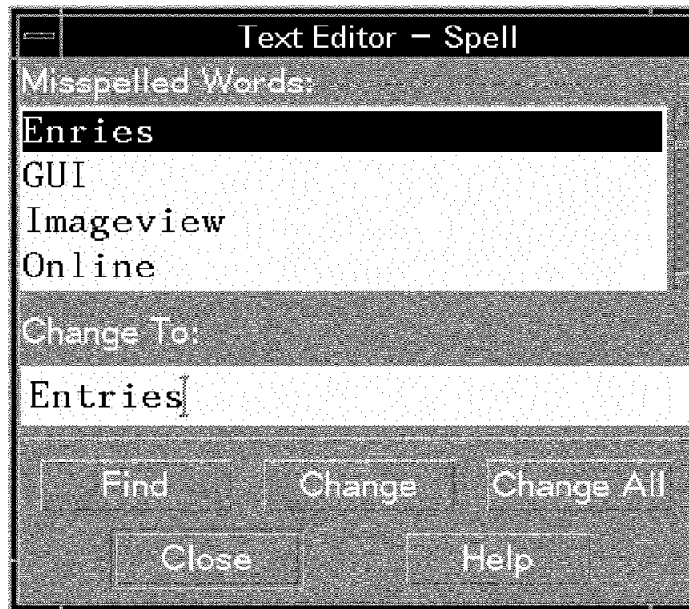 Text Editor – Spell
Misspelled Words:
Enries
GUI
Imageview
Online
Change To:
Entries
Find Change Change All
Close Help